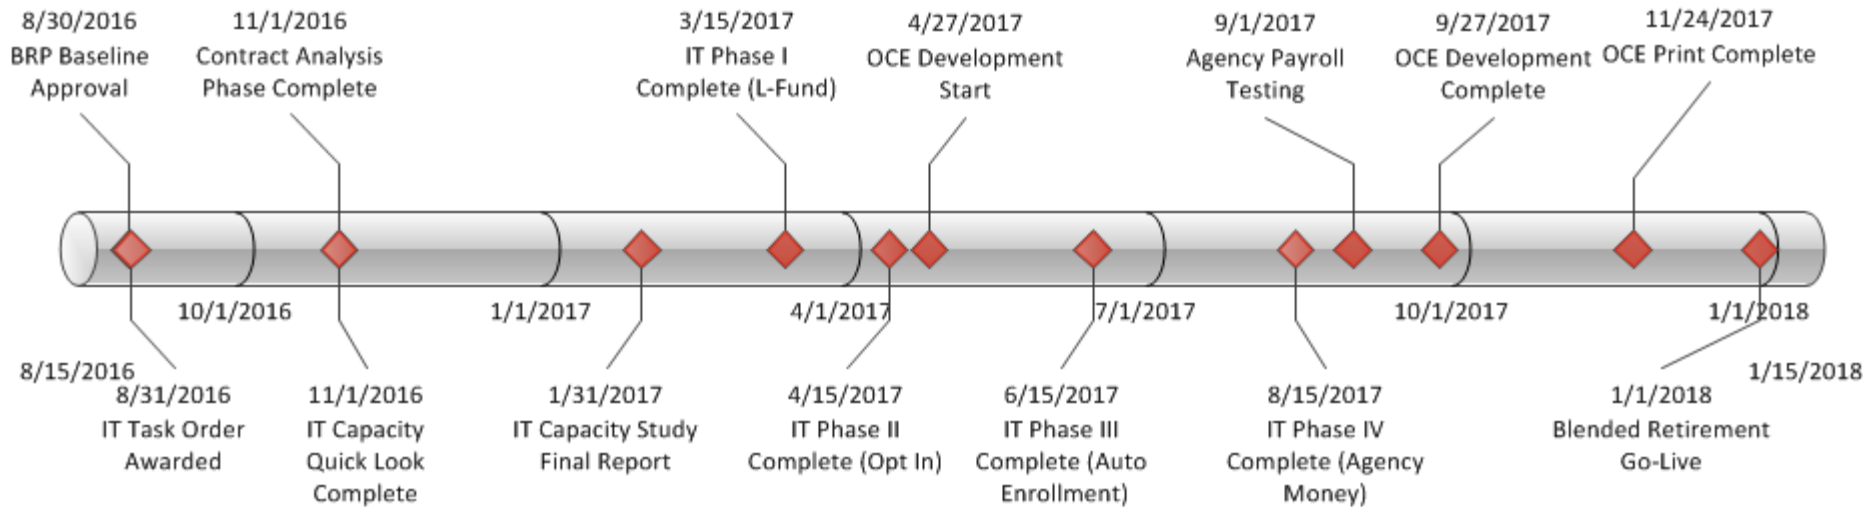 8/30/2016
BRP Baseline
Approval
11/1/2016
Contract Analysis
Phase Complete
3/15/2017
IT Phase I
Complete (L-Fund)
4/27/2017
OCE Development
Start
9/1/2017
Agency Payroll
Testing
9/27/2017
OCE Development
Complete
11/24/2017
OCE Print Complete
10/1/2016
1/1/2017
4/1/2017
7/1/2017
10/1/2017
1/1/2018
8/15/2016
1/15/2018
8/31/2016
IT Task Order
Awarded
11/1/2016
IT Capacity
Quick Look
Complete
1/31/2017
IT Capacity Study
Final Report
4/15/2017
IT Phase II
Complete (Opt In)
6/15/2017
IT Phase III
Complete (Auto
Enrollment)
8/15/2017
IT Phase IV
Complete (Agency
Money)
1/1/2018
Blended Retirement
Go-Live